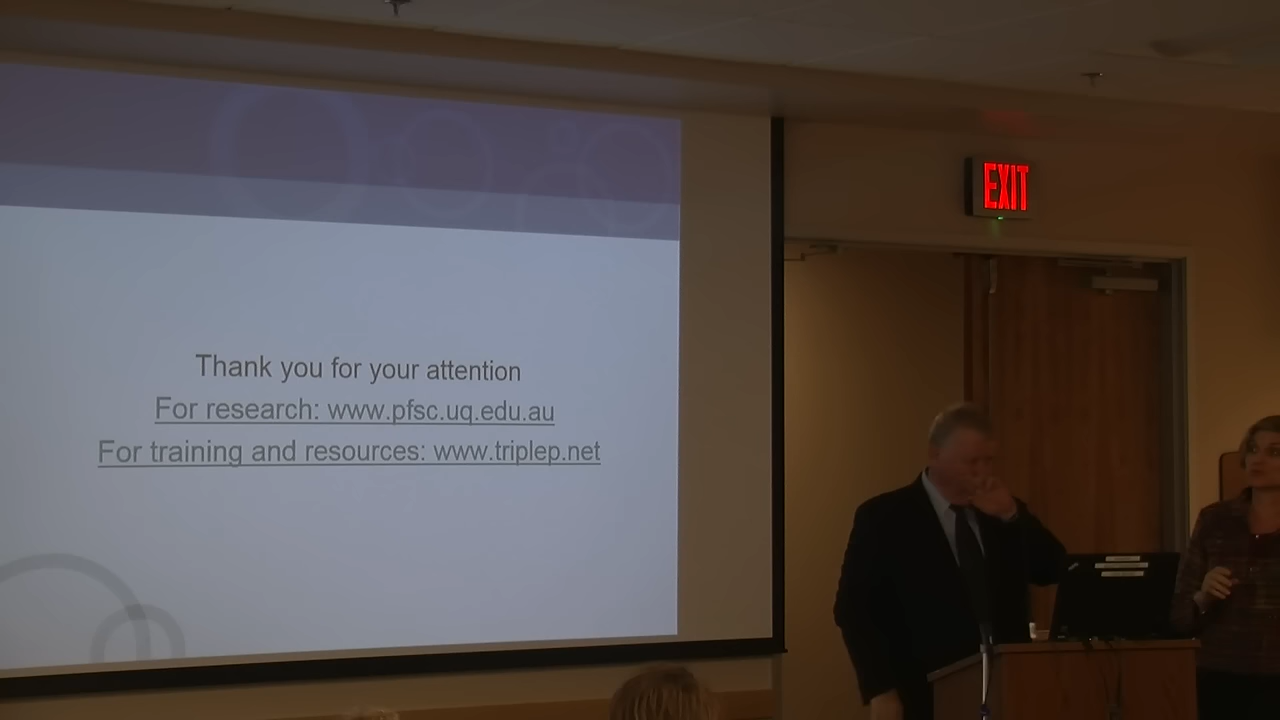 EXIT
Thank you for your attention
For research: www.pfsc.uq.edu.au
For training and resources: www.triplep.net